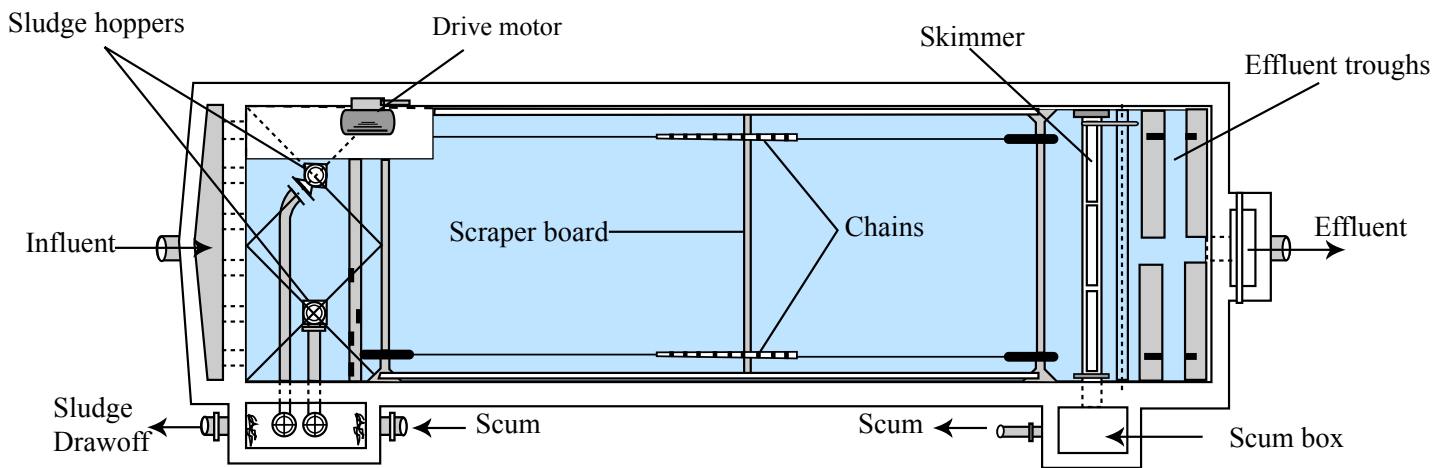 Sludge hoppers
Drive motor
Skimmer
Effluent troughs
Influent
Scraper board
Chains
Effluent
Sludge
Drawoff
Scum
Scum
Scum box